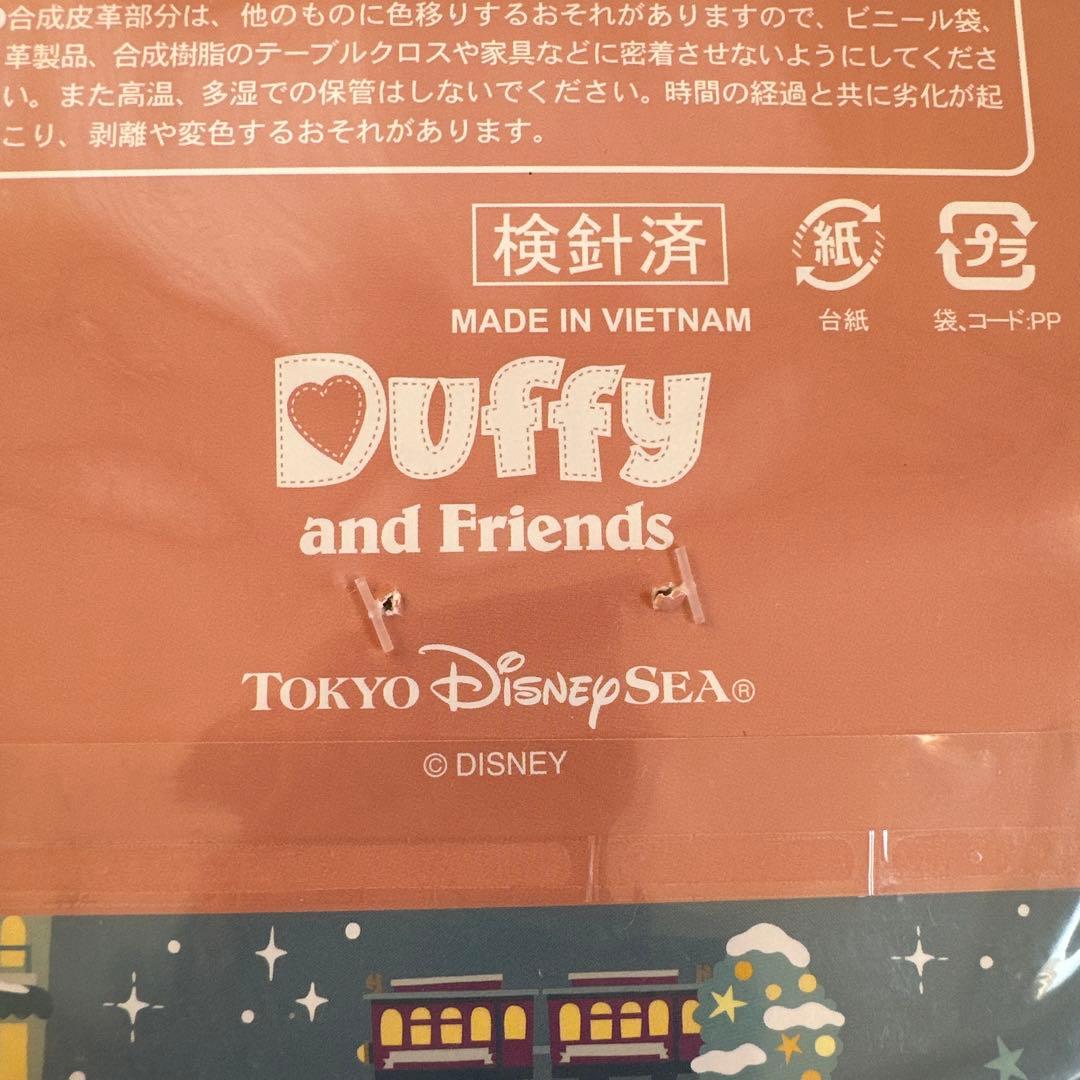 ●合成皮革部分は、他のものに色移りするおそれがありますので、ビニール袋、
革製品、合成樹脂のテーブルクロスや家具などに密着させないようにしてくださ
い。また高温、多湿での保管はしないでください。時間の経過と共に劣化が起
こり、剥離や変色するおそれがあります。
検針済
紙
プラ
MADE IN VIETNAM
台紙
袋、コード:PP
Duffy
and Friends
TOKYO DISNEY SEA®
© DISNEY